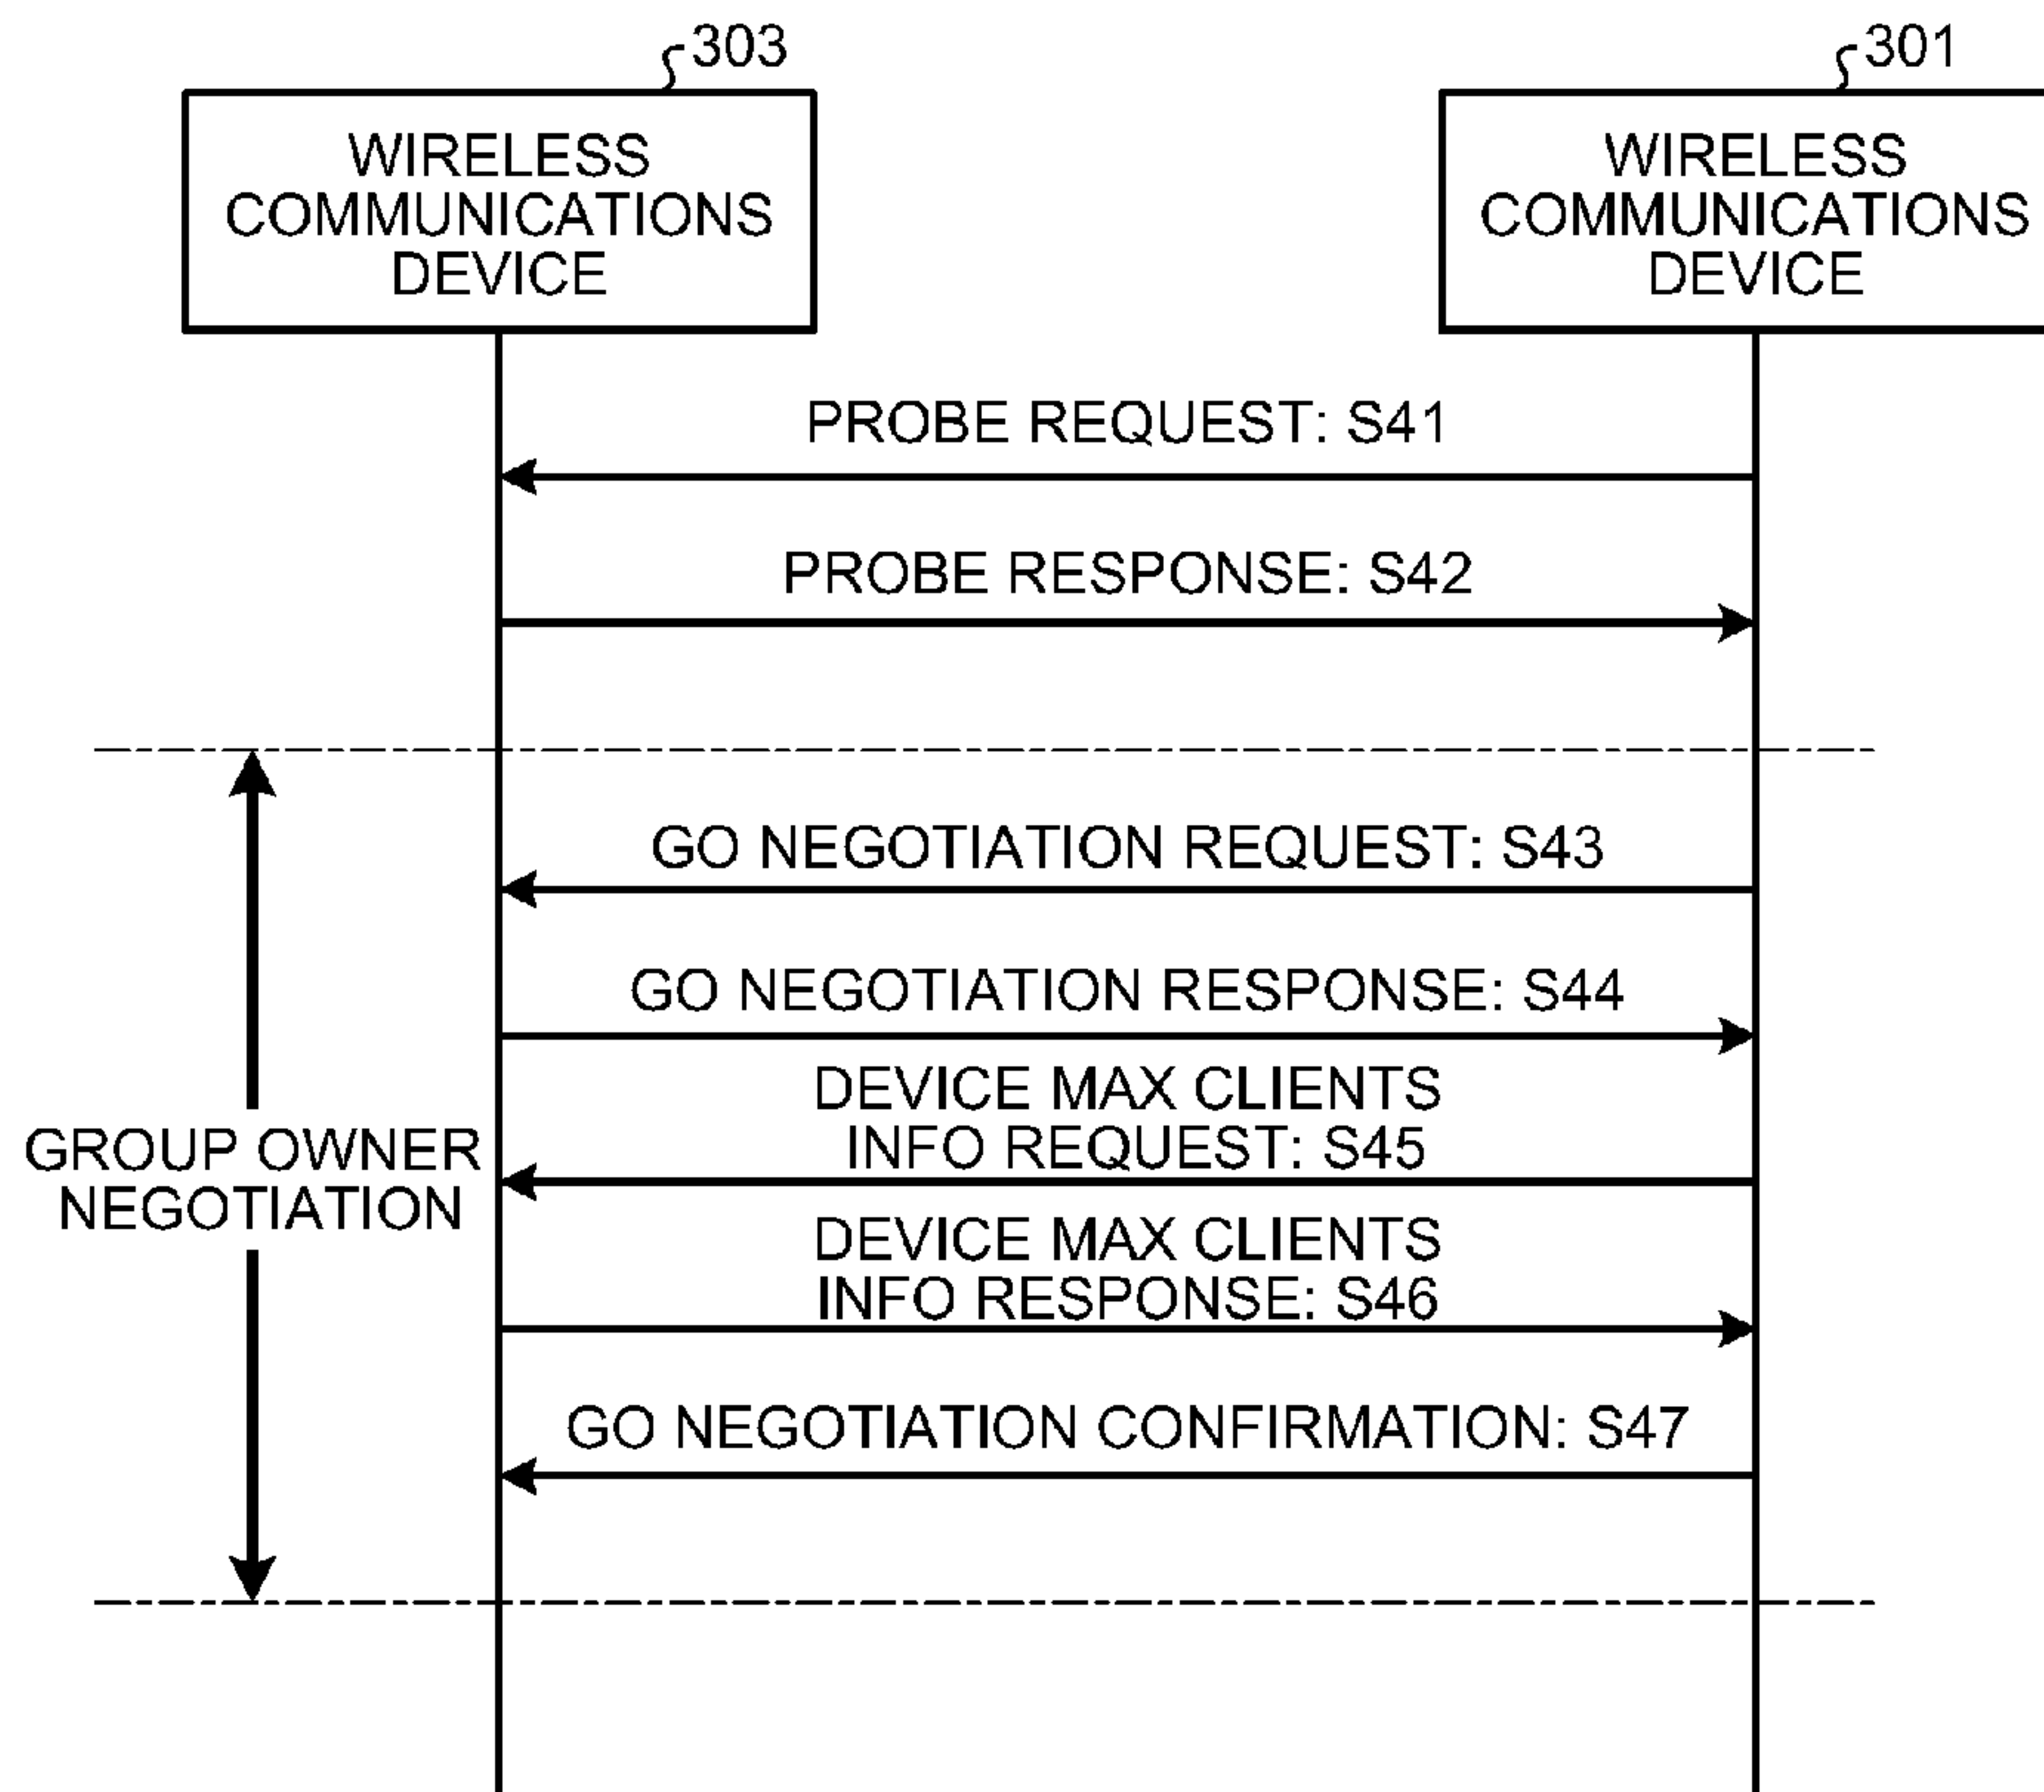 303
301
WIRELESS
COMMUNICATIONS
DEVICE
WIRELESS
COMMUNICATIONS
DEVICE
PROBE REQUEST: S41
PROBE RESPONSE: S42
GO NEGOTIATION REQUEST: S43
GO NEGOTIATION RESPONSE: S44
DEVICE MAX CLIENTS
INFO REQUEST: S45
GROUP OWNER
NEGOTIATION
DEVICE MAX CLIENTS
INFO RESPONSE: S46
GO NEGOTIATION CONFIRMATION: S47